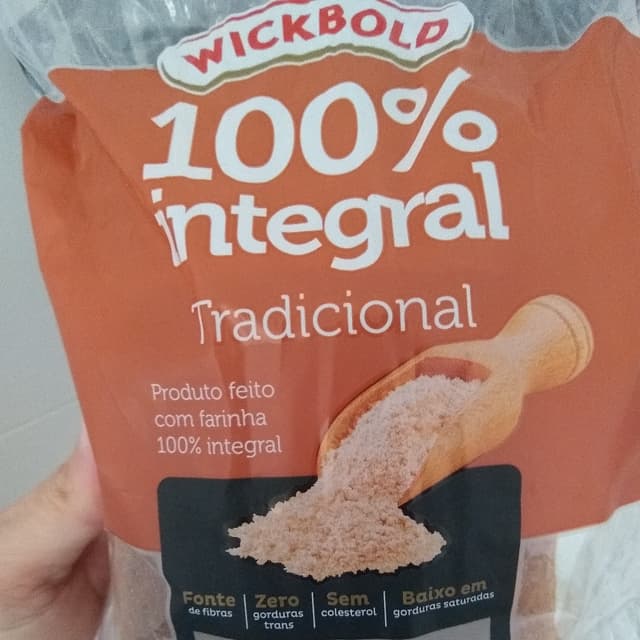 WICKBOLD
100%
integral
Tradicional
Produto feito
com farinha
100% integral
Fonte
de fibras
Zero
gorduras
trans
Sem
colesterol
Baixo em
gorduras saturadas